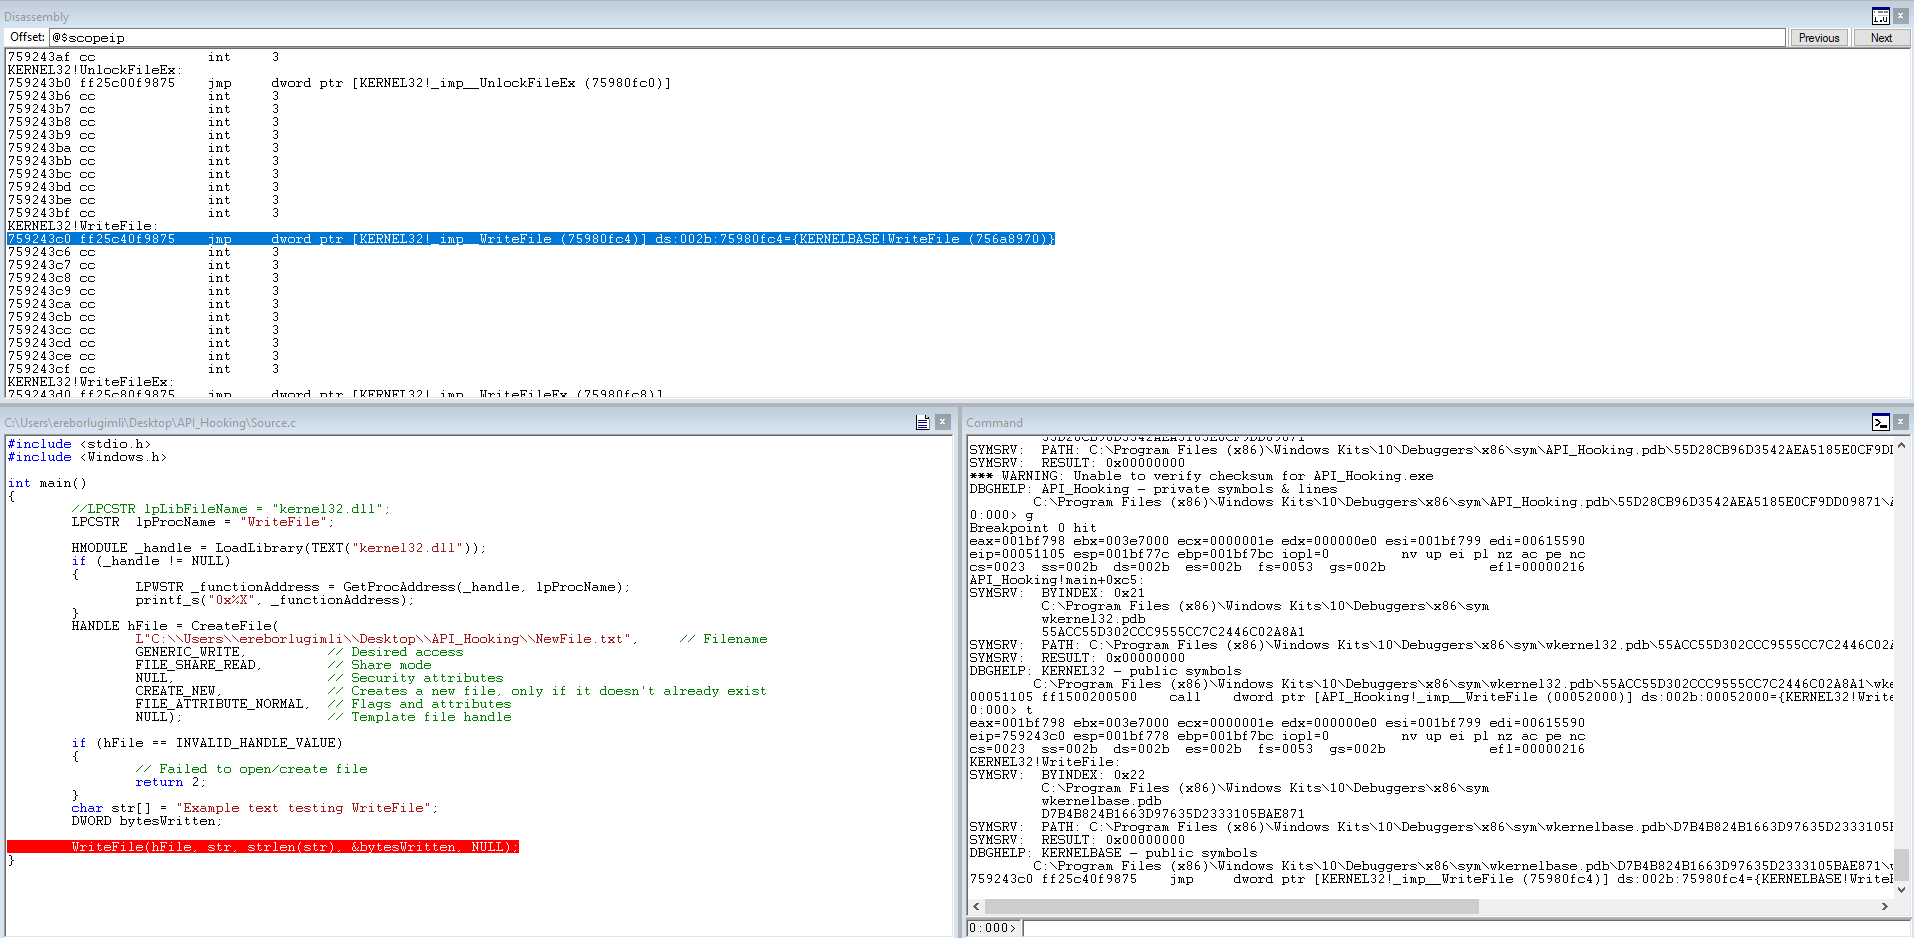 Disassembly
Offset: @$scopeip Previous Next
759243af cc int 3
KERNEL32!UnlockFileEx:
759243b0 ff25c00f9875 jmp dword ptr [KERNEL32!_imp__UnlockFileEx (75980fc0)]
759243b6 cc int 3
759243b7 cc int 3
759243b8 cc int 3
759243b9 cc int 3
759243ba cc int 3
759243bb cc int 3
759243bc cc int 3
759243bd cc int 3
759243be cc int 3
759243bf cc int 3
KERNEL32!WriteFile:
759243c0 ff25c40f9875 jmp dword ptr [KERNEL32!_imp__WriteFile (75980fc4)] ds:002b:75980fc4={KERNELBASE!WriteFile (756a8970)}
759243c6 cc int 3
759243c7 cc int 3
759243c8 cc int 3
759243c9 cc int 3
759243ca cc int 3
759243cb cc int 3
759243cc cc int 3
759243cd cc int 3
759243ce cc int 3
759243cf cc int 3
KERNEL32!WriteFileEx:
759243d0 ff25c80f9875 jmp dword ptr [KERNEL32!_imp__WriteFileEx (75980fc8)]
C:\Users\ereborlugimli\Desktop\API_Hooking\Source.c
#include <stdio.h>
#include <Windows.h>
int main()
{
//LPCSTR lpLibFileName = "kernel32.dll";
LPCSTR lpProcName = "WriteFile";
HMODULE _handle = LoadLibrary(TEXT("kernel32.dll"));
if (_handle != NULL)
{
LPWSTR _functionAddress = GetProcAddress(_handle, lpProcName);
printf_s("0x%X", _functionAddress);
}
HANDLE hFile = CreateFile(
L"C:\\Users\\ereborlugimli\\Desktop\\API_Hooking\\NewFile.txt", // Filename
GENERIC_WRITE, // Desired access
FILE_SHARE_READ, // Share mode
NULL, // Security attributes
CREATE_NEW, // Creates a new file, only if it doesn't already exist
FILE_ATTRIBUTE_NORMAL, // Flags and attributes
NULL); // Template file handle
if (hFile == INVALID_HANDLE_VALUE)
{
// Failed to open/create file
return 2;
}
char str[] = "Example text testing WriteFile";
DWORD bytesWritten;
WriteFile(hFile, str, strlen(str), &bytesWritten, NULL);
}
Command
55D28CB96D3542AEA5185E0CF9DD09871
SYMSRV: PATH: C:\Program Files (x86)\Windows Kits\10\Debuggers\x86\sym\API_Hooking.pdb\55D28CB96D3542AEA5185E0CF9DD
SYMSRV: RESULT: 0x00000000
*** WARNING: Unable to verify checksum for API_Hooking.exe
DBGHELP: API_Hooking - private symbols & lines
C:\Program Files (x86)\Windows Kits\10\Debuggers\x86\sym\API_Hooking.pdb\55D28CB96D3542AEA5185E0CF9DD09871\A
0:000> g
Breakpoint 0 hit
eax=001bf798 ebx=003e7000 ecx=0000001e edx=000000e0 esi=001bf799 edi=00615590
eip=00051105 esp=001bf77c ebp=001bf7bc iopl=0 nv up ei pl nz ac pe nc
cs=0023 ss=002b ds=002b es=002b fs=0053 gs=002b efl=00000216
API_Hooking!main+0xc5:
SYMSRV: BYINDEX: 0x21
C:\Program Files (x86)\Windows Kits\10\Debuggers\x86\sym
wkernel32.pdb
55ACC55D302CCC9555CC7C2446C02A8A1
SYMSRV: PATH: C:\Program Files (x86)\Windows Kits\10\Debuggers\x86\sym\wkernel32.pdb\55ACC55D302CCC9555CC7C2446C02A
SYMSRV: RESULT: 0x00000000
DBGHELP: KERNEL32 - public symbols
C:\Program Files (x86)\Windows Kits\10\Debuggers\x86\sym\wkernel32.pdb\55ACC55D302CCC9555CC7C2446C02A8A1\wke
00051105 ff1500200500 call dword ptr [API_Hooking!_imp__WriteFile (00052000)] ds:002b:00052000={KERNEL32!Write
0:000> t
eax=001bf798 ebx=003e7000 ecx=0000001e edx=000000e0 esi=001bf799 edi=00615590
eip=759243c0 esp=001bf778 ebp=001bf7bc iopl=0 nv up ei pl nz ac pe nc
cs=0023 ss=002b ds=002b es=002b fs=0053 gs=002b efl=00000216
KERNEL32!WriteFile:
SYMSRV: BYINDEX: 0x22
C:\Program Files (x86)\Windows Kits\10\Debuggers\x86\sym
wkernelbase.pdb
D7B4B824B1663D97635D2333105BAE871
SYMSRV: PATH: C:\Program Files (x86)\Windows Kits\10\Debuggers\x86\sym\wkernelbase.pdb\D7B4B824B1663D97635D2333105B
SYMSRV: RESULT: 0x00000000
DBGHELP: KERNELBASE - public symbols
C:\Program Files (x86)\Windows Kits\10\Debuggers\x86\sym\wkernelbase.pdb\D7B4B824B1663D97635D2333105BAE871\w
759243c0 ff25c40f9875 jmp dword ptr [KERNEL32!_imp__WriteFile (75980fc4)] ds:002b:75980fc4={KERNELBASE!WriteF
0:000>